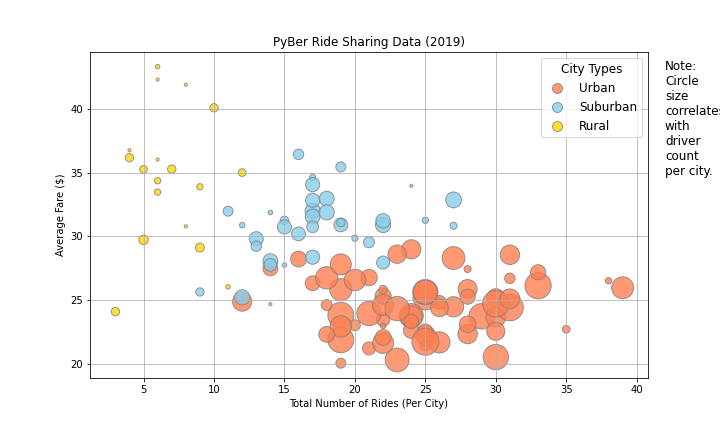 PyBer Ride Sharing Data (2019)
Average Fare ($)
40
35
30
25
20
5
10
15
20
25
30
35
40
Total Number of Rides (Per City)
City Types
Urban
Suburban
Rural
Note:
Circle
size
correlates
with
driver
count
per city.